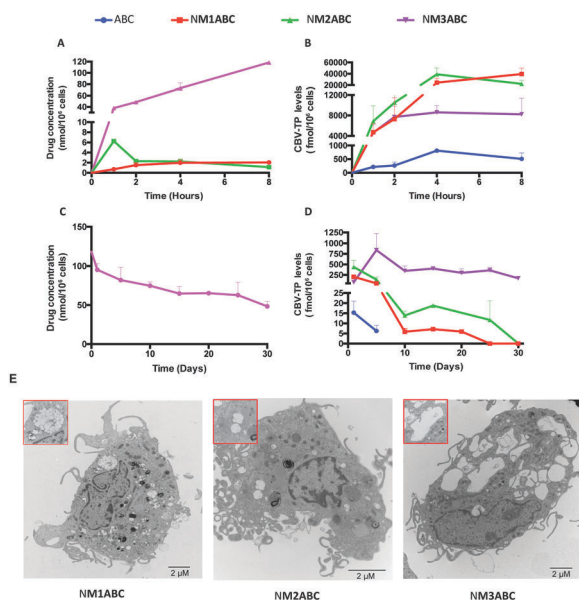 ABC NM1ABC NM2ABC NM3ABC
A
Drug concentration
(nmol/10⁶ cells)
120
100
80
60
40
20
12
10
8
6
4
2
0
0 2 4 6 8
Time (Hours)
B
CBV-TP levels
(fmol/10⁶ cells)
60000
40000
20000
12000
8000
4000
1000
500
0
0 2 4 6 8
Time (Hours)
C
Drug concentration
(nmol/10⁶ cells)
150
100
50
0
0 10 20 30
Time (Days)
D
CBV-TP levels
(fmol/10⁶ cells)
1250
1000
750
500
250
25
20
15
10
5
0
0 5 10 15 20 25 30
Time (Days)
E
2 µM
2 µM
2 µM
NM1ABC NM2ABC NM3ABC